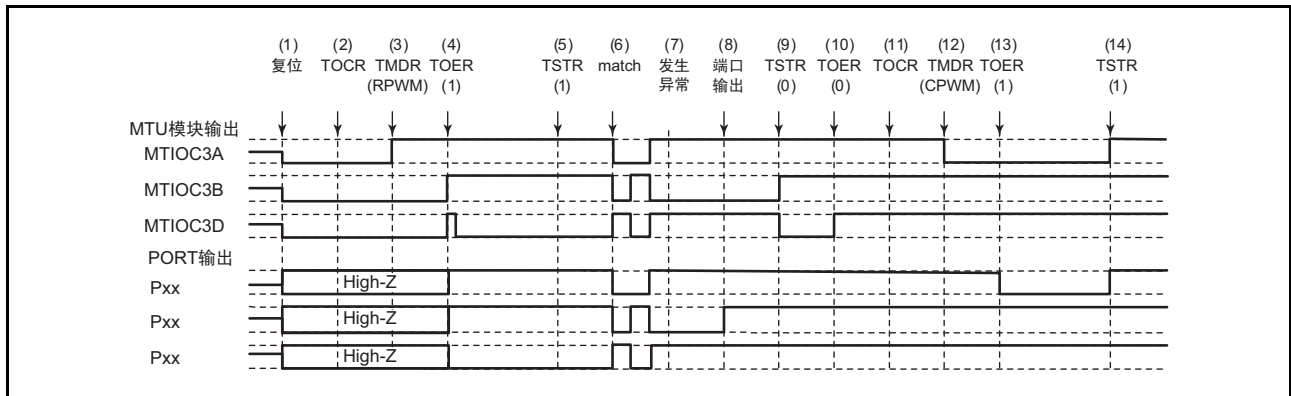 (1) (2) (3) (4) (5) (6) (7) (8) (9) (10) (11) (12) (13) (14)
复位 TOCR TMDR TOER TSTR match 发生 端口 TSTR TOER TOCR TMDR TOER TSTR
(RPWM) (1) (1) 异常 输出 (0) (0) (CPWM) (1) (1)
MTU模块输出
MTIOC3A
MTIOC3B
MTIOC3D
PORT输出
Pxx High-Z
Pxx High-Z
Pxx High-Z